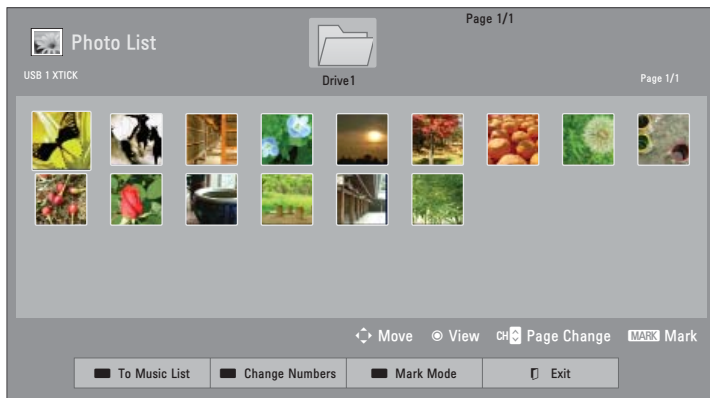 Page 1/1
Photo List
USB 1 XTICK
Drive1
Page 1/1
Move View CH Page Change MARK Mark
To Music List Change Numbers Mark Mode Exit